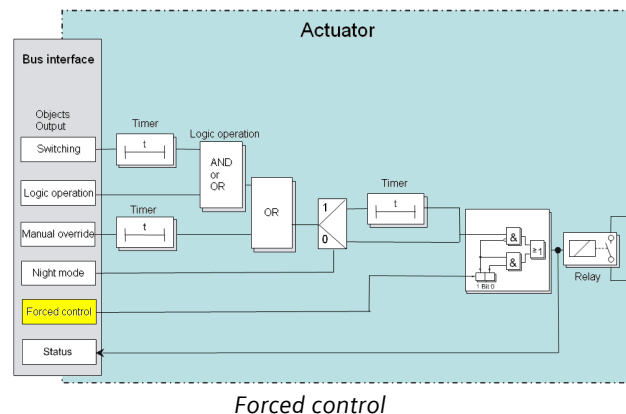 Actuator
Bus interface
Objects
Output
Timer
Logic operation
Switching
t
AND
or
OR
Logic operation
Timer
OR
1
0
Timer
t
Manual override
t
Night mode
&
&
≥1
1 Bit 0
Relay
Forced control
Status
Forced control